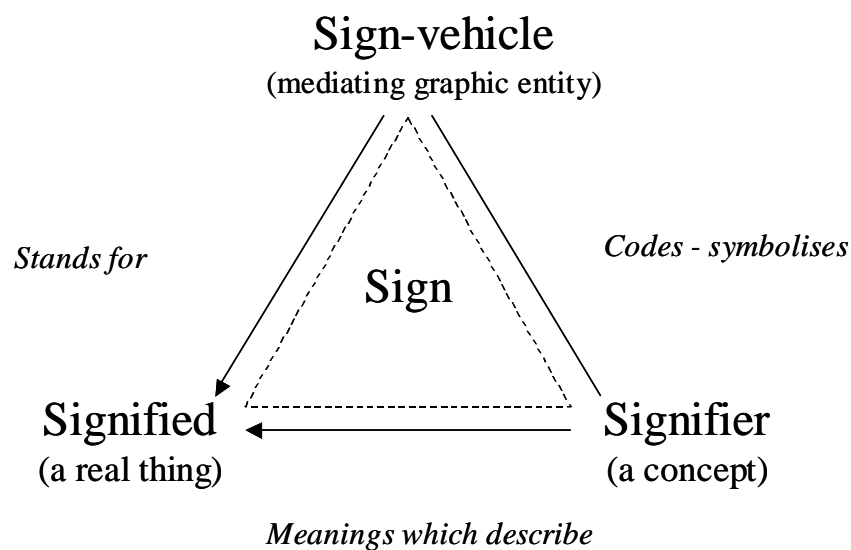 Sign-vehicle
(mediating graphic entity)
Stands for
Codes - symbolises
Sign
Signified
(a real thing)
Signifier
(a concept)
Meanings which describe